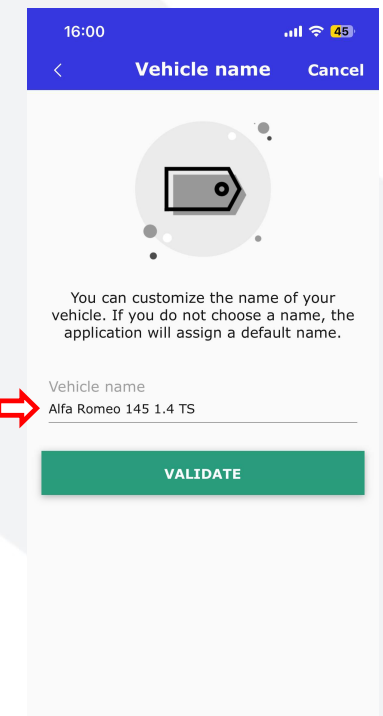 16:00
45
Vehicle name
Cancel
You can customize the name of your
vehicle. If you do not choose a name, the
application will assign a default name.
Vehicle name
Alfa Romeo 145 1.4 TS
VALIDATE